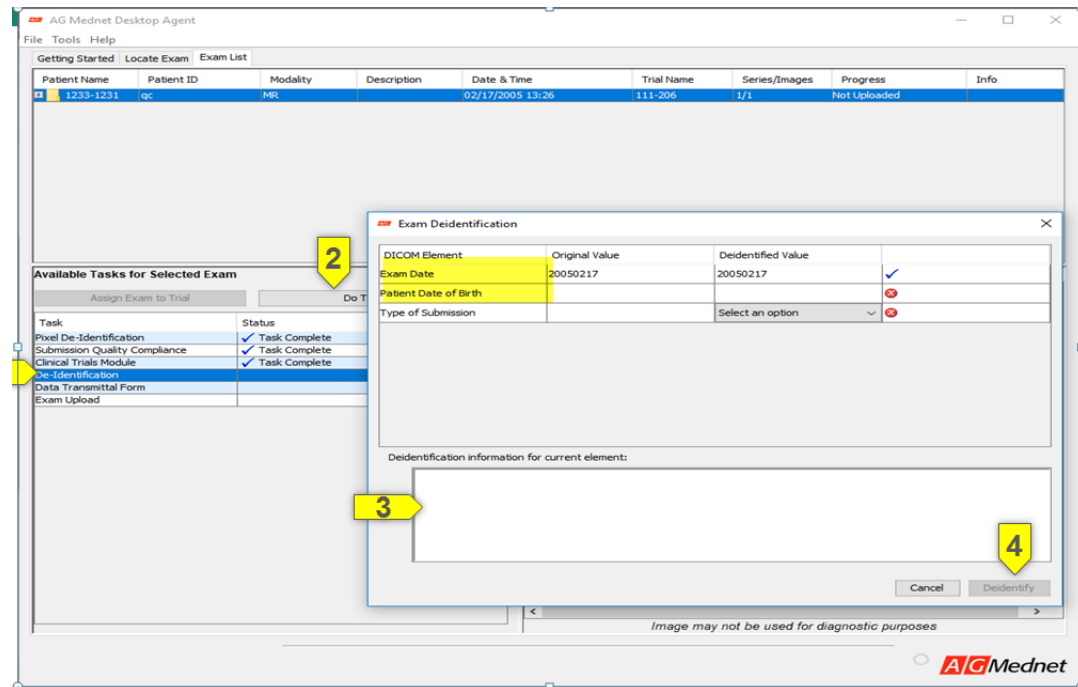 AG Mednet Desktop Agent
File Tools Help
Getting Started Locate Exam Exam List
Patient Name Patient ID Modality Description Date & Time Trial Name Series/Images Progress Info
1233-1231 qc MR 02/17/2005 13:26 111-206 1/1 Not Uploaded
Exam Deidentification
DICOM Element Original Value Deidentified Value
Exam Date 20050217 20050217
Patient Date of Birth
Type of Submission Select an option
2
Available Tasks for Selected Exam
Assign Exam to Trial Do T
Task Status
Pixel De-Identification Task Complete
Submission Quality Compliance Task Complete
Clinical Trials Module Task Complete
De-Identification
Data Transmittal Form
Exam Upload
Deidentification information for current element:
3
4
Cancel Deidentify
Image may not be used for diagnostic purposes
AG Mednet